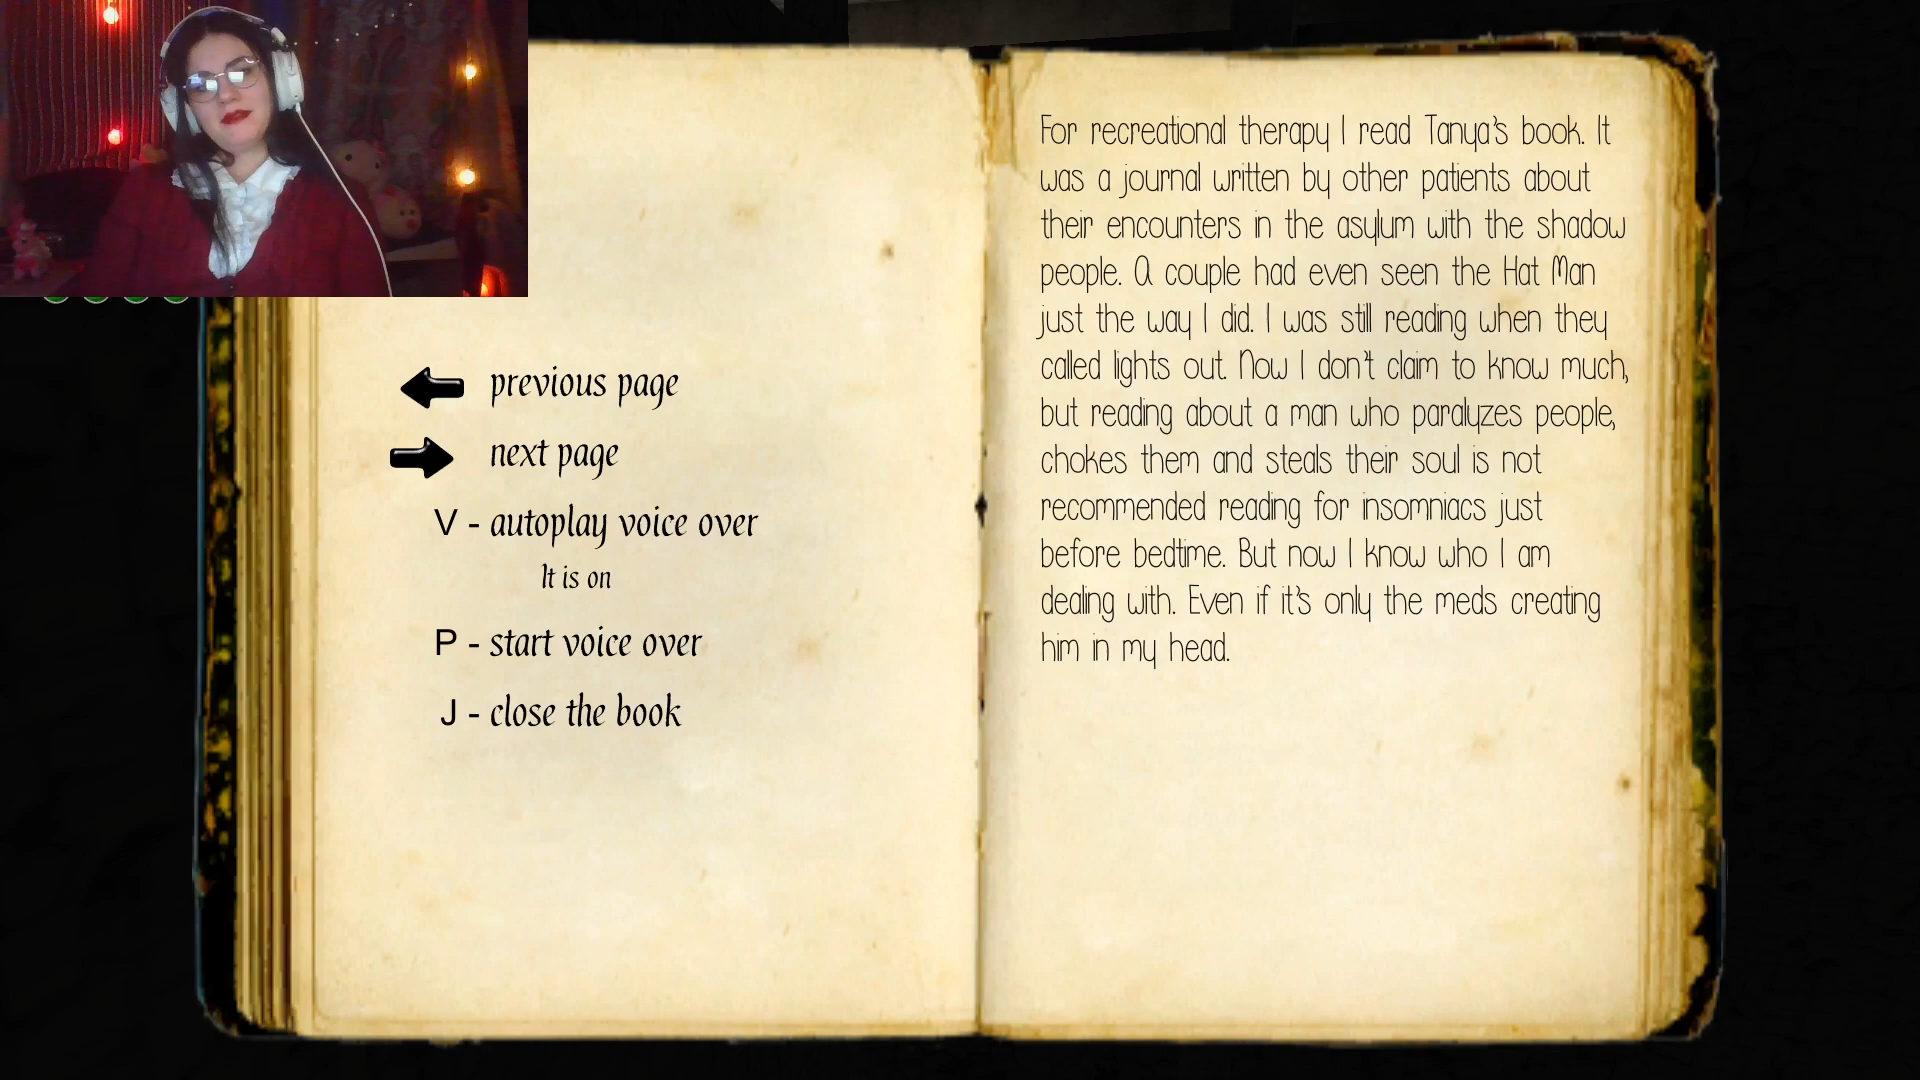 previous page
next page
V - autoplay voice over
It is on
P - start voice over
J - close the book
For recreational therapy I read Tanya's book. It
was a journal written by other patients about
their encounters in the asylum with the shadow
people. A couple had even seen the Hat Man
just the way I did. I was still reading when they
called lights out. Now I don't claim to know much,
but reading about a man who paralyzes people,
chokes them and steals their soul is not
recommended reading for insomniacs just
before bedtime. But now I know who I am
dealing with. Even if it's only the meds creating
him in my head.